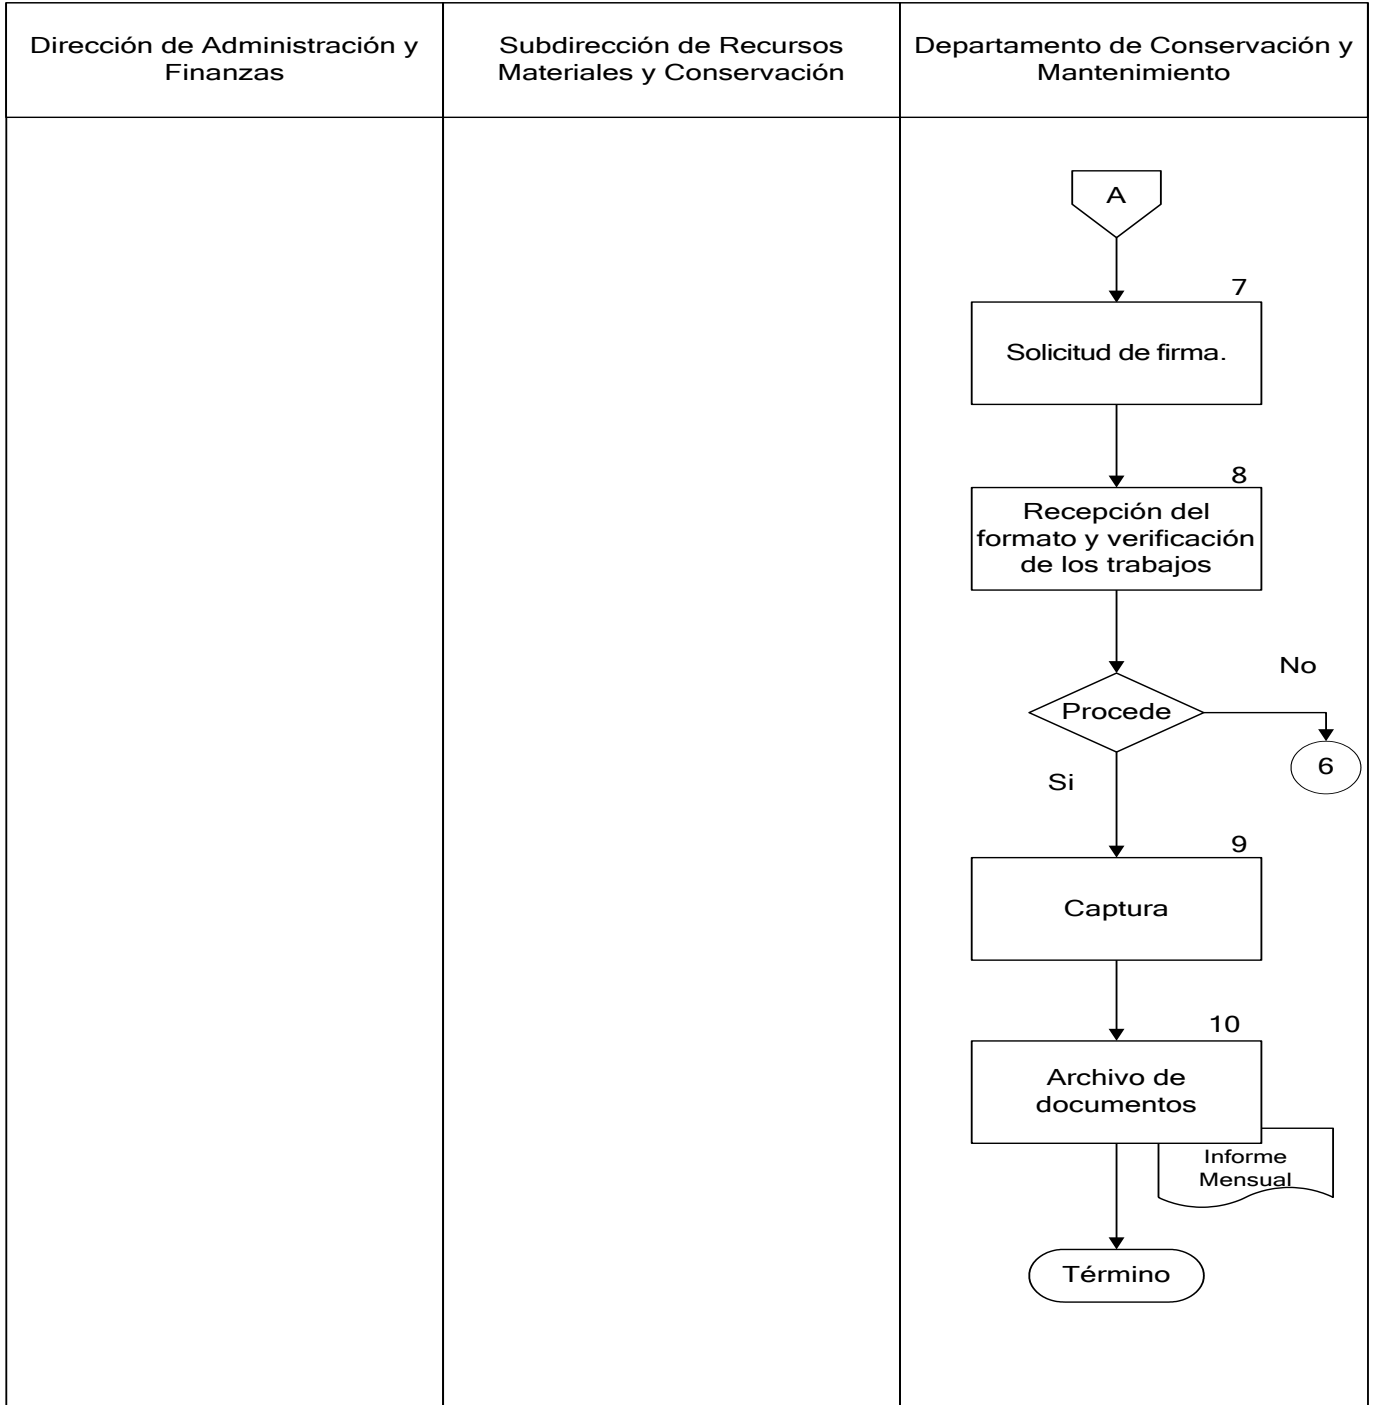 Dirección de Administración y
Finanzas
Subdirección de Recursos
Materiales y Conservación
Departamento de Conservación y
Mantenimiento
A
7
Solicitud de firma.
8
Recepción del
formato y verificación
de los trabajos
No
Procede
6
Si
9
Captura
10
Archivo de
documentos
Informe
Mensual
Término